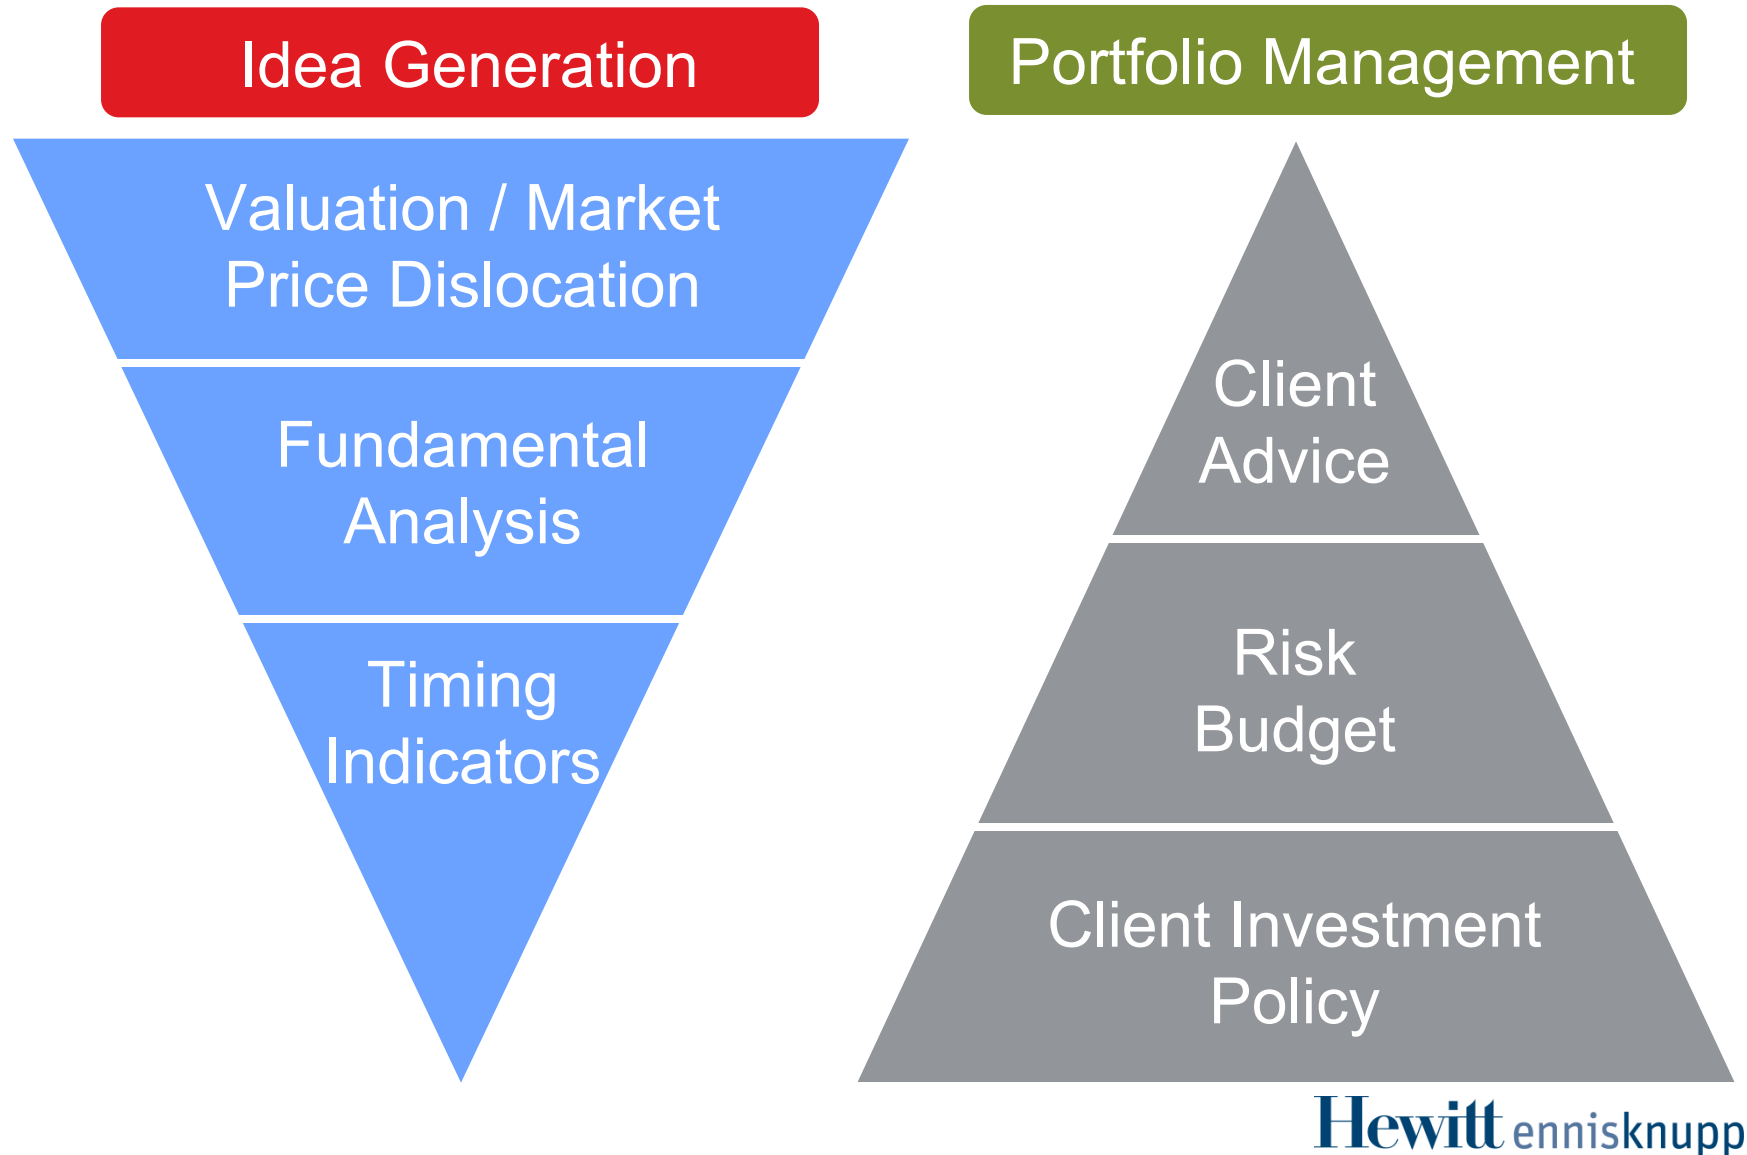 Idea Generation
Valuation / Market
Price Dislocation
Fundamental
Analysis
Timing
Indicators
Portfolio Management
Client
Advice
Risk
Budget
Client Investment
Policy
Hewitt ennisknupp